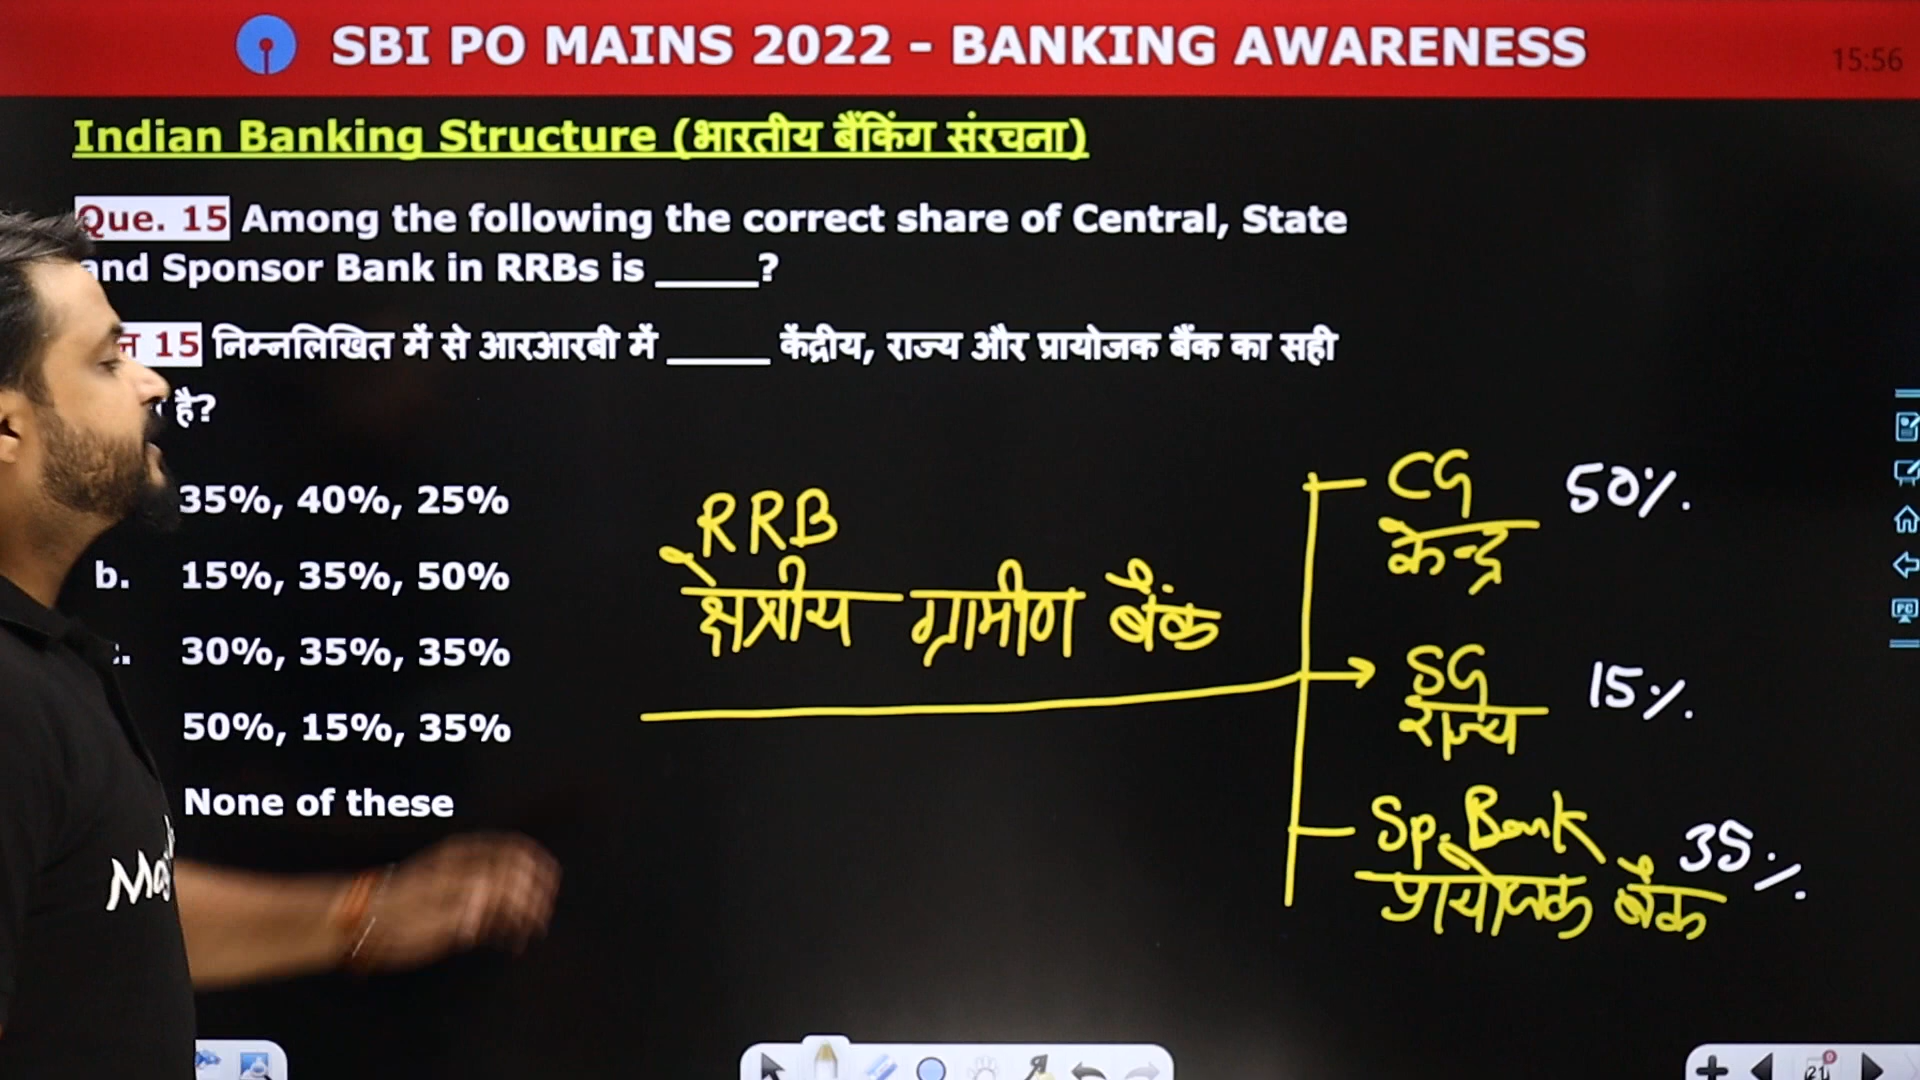 SBI PO MAINS 2022 - BANKING AWARENESS
15:56
Indian Banking Structure (भारतीय बैंकिंग संरचना)
Que. 15 Among the following the correct share of Central, State
and Sponsor Bank in RRBs is _____?
15 निम्नलिखित में से आरआरबी में _____ केंद्रीय, राज्य और प्रायोजक बैंक का सही
है?
35%, 40%, 25%
b. 15%, 35%, 50%
30%, 35%, 35%
50%, 15%, 35%
None of these
RRB
क्षेत्रीय ग्रामीण बैंक
CG 50%.
केन्द्र
SG 15%.
राज्य
Sp. Bank 35%.
प्रायोजक बैंक
PC
21